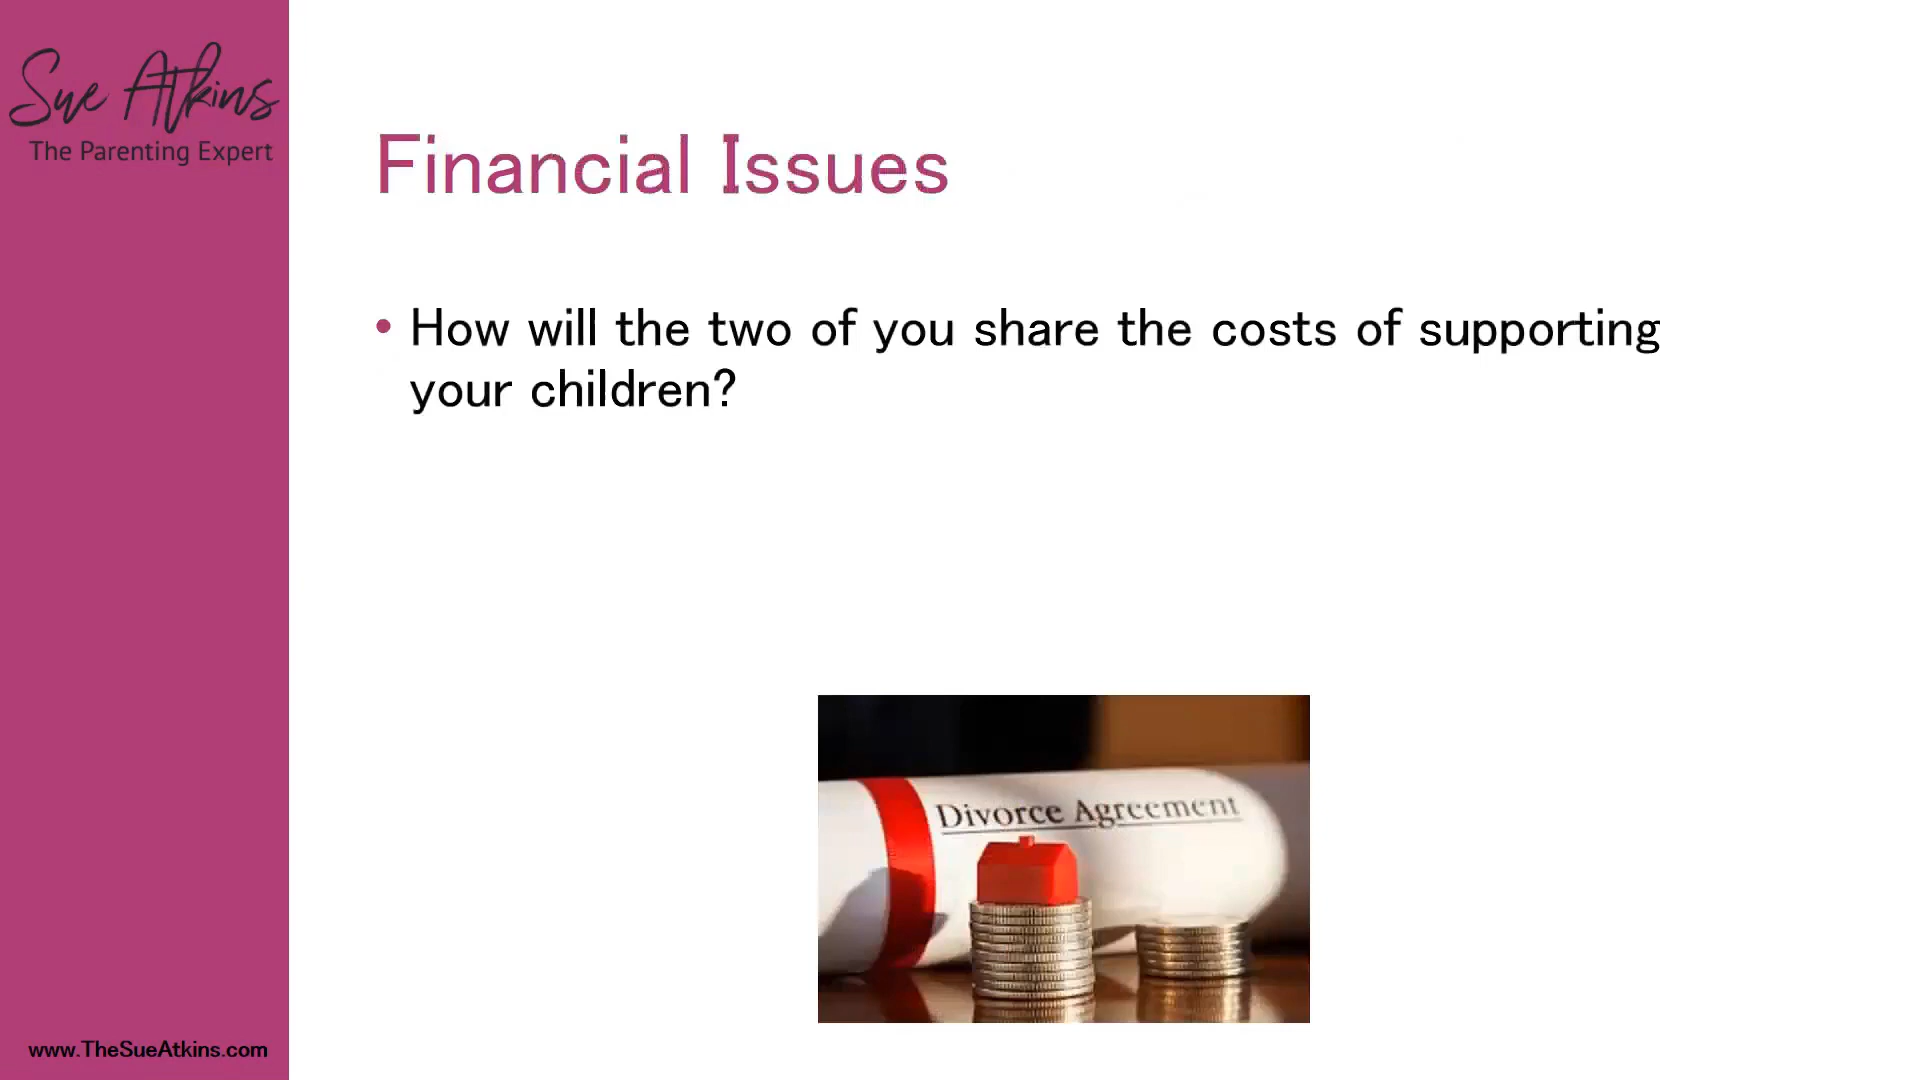 Sue Atkins
The Parenting Expert
Financial Issues
• How will the two of you share the costs of supporting
your children?
Divorce Agreement
www.TheSueAtkins.com